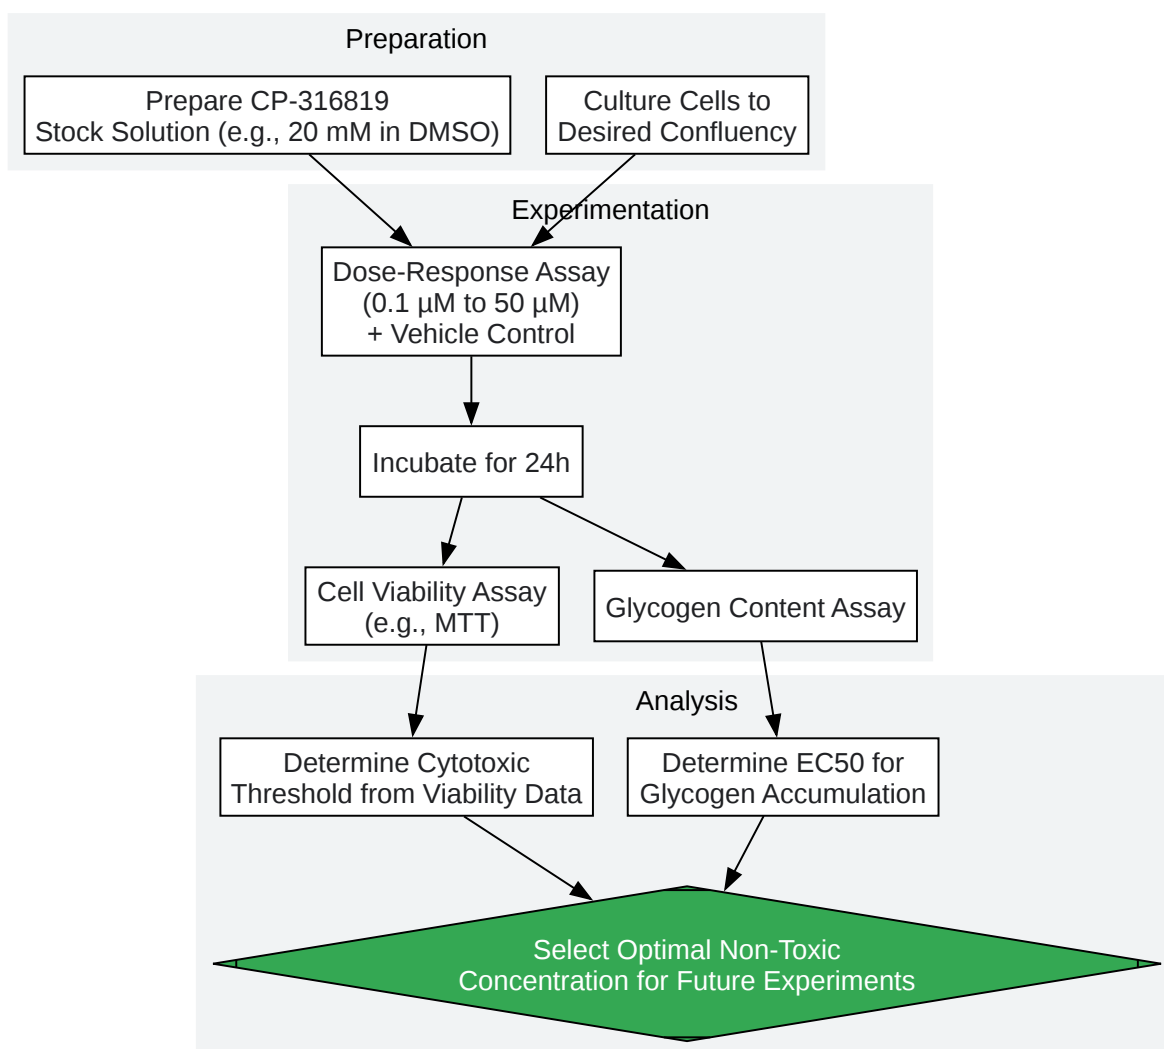 Preparation
Prepare CP-316819
Stock Solution (e.g., 20 mM in DMSO)
Culture Cells to
Desired Confluency
Experimentation
Dose-Response Assay
(0.1 µM to 50 µM)
+ Vehicle Control
Incubate for 24h
Cell Viability Assay
(e.g., MTT)
Glycogen Content Assay
Analysis
Determine Cytotoxic
Threshold from Viability Data
Determine EC50 for
Glycogen Accumulation
Select Optimal Non-Toxic
Concentration for Future Experiments